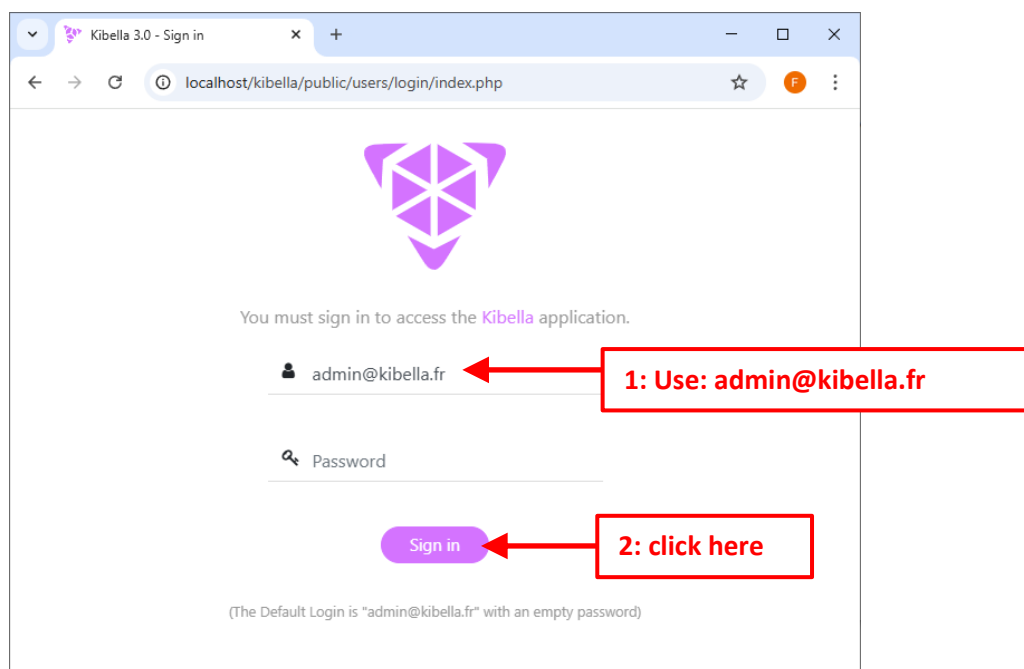 Kibella 3.0 - Sign in
localhost/kibella/public/users/login/index.php
F
You must sign in to access the Kibella application.
admin@kibella.fr
1: Use: admin@kibella.fr
Password
Sign in
2: click here
(The Default Login is "admin@kibella.fr" with an empty password)